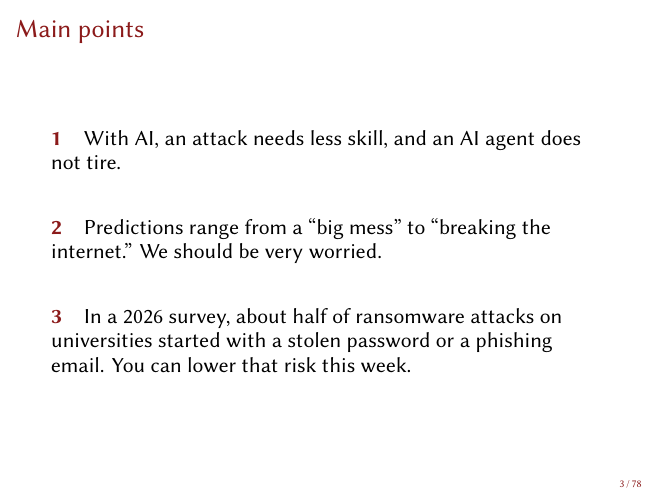 Main points
1 With AI, an attack needs less skill, and an AI agent does
not tire.
2 Predictions range from a “big mess” to “breaking the
internet.” We should be very worried.
3 In a 2026 survey, about half of ransomware attacks on
universities started with a stolen password or a phishing
email. You can lower that risk this week.
3 / 78